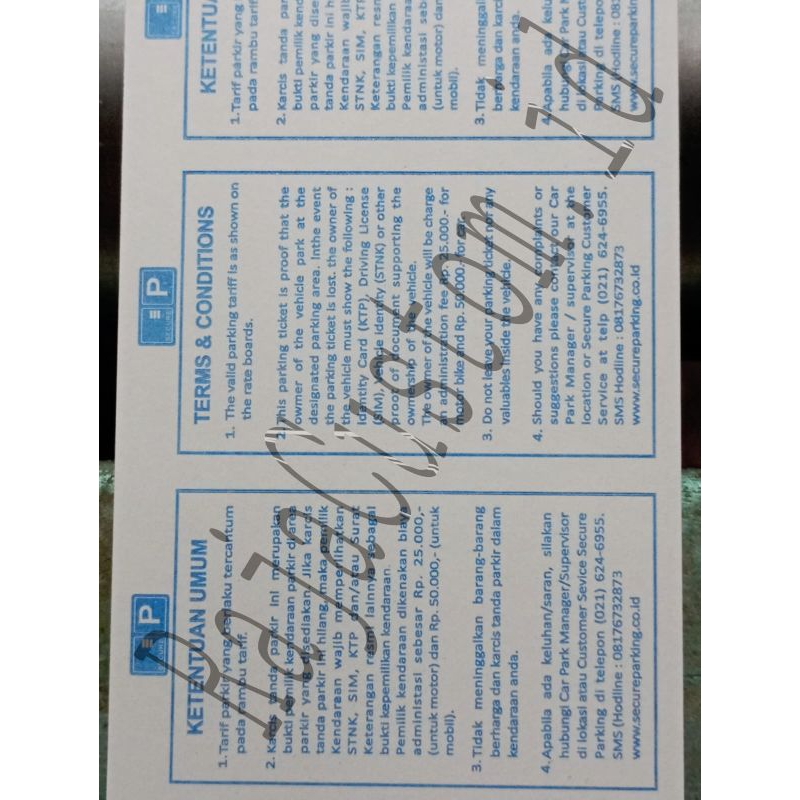 SECURE P
KETENTUAN UMUM
1.Tarif parkir yang berlaku tercantum
pada rambu tarif.
2. Karcis tanda parkir ini merupakan
bukti pemilik kendaraan parkir diarea
parkir yang disediakan. Jika karcis
tanda parkir ini hilang, maka pemilik
Kendaraan wajib memperlihatkan
STNK, SIM, KTP dan/atau Surat
Keterangan resmi lainnya sebagai
bukti kepemilikan kendaraan.
Pemilik kendaraan dikenakan biaya
administasi sebesar Rp. 25.000,-
(untuk motor) dan Rp. 50.000,- (untuk
mobil).
3. Tidak meninggalkan barang-barang
berharga dan karcis tanda parkir dalam
kendaraan anda.
4.Apabila ada keluhan/saran, silakan
hubungi Car Park Manager/Supervisor
di lokasi atau Customer Sevice Secure
Parking di telepon (021) 624-6955.
SMS (Hodline : 08176732873
www.secureparking.co.id
SECURE P
TERMS & CONDITIONS
1. The valid parking tariff is as shown on
the rate boards.
2. This parking ticket is proof that the
owner of the vehicle park at the
designated parking area. Inthe event
the parking ticket is lost. the owner of
the vehicle must show the following :
Identity Card (KTP), Driving License
(SIM), Vehicle Identity (STNK) or other
proof of document supporting the
ownership of the vehicle.
The owner of the vehicle will be charge
an administration fee Rp. 25.000.- for
motor bike and Rp. 50.000.- for car.
3. Do not leave your parking ticket or any
valuables inside the vehicle.
4. Should you have any complaints or
suggestions please contact our Car
Park Manager / supervisor at the
location or Secure Parking Customer
Service at telp (021) 624-6955.
SMS Hodline : 08176732873
www.secureparking.co.id
KETENTUA
1.Tarif parkir yang
pada rambu tarif
2. Karcis tanda par
bukti pemilik kend
parkir yang dise
tanda parkir ini h
Kendaraan wajib
STNK, SIM, KTP
Keterangan resm
bukti kepemilikan
Pemilik kendaraa
administasi seb
(untuk motor) dan
mobil).
3. Tidak meninggal
berharga dan karci
kendaraan anda.
4.Apabila ada kelu
hubungi Car Park M
di lokasi atau Cust
Parking di telepon
SMS (Hodline : 081
www.secureparkin
RajaCustom.id